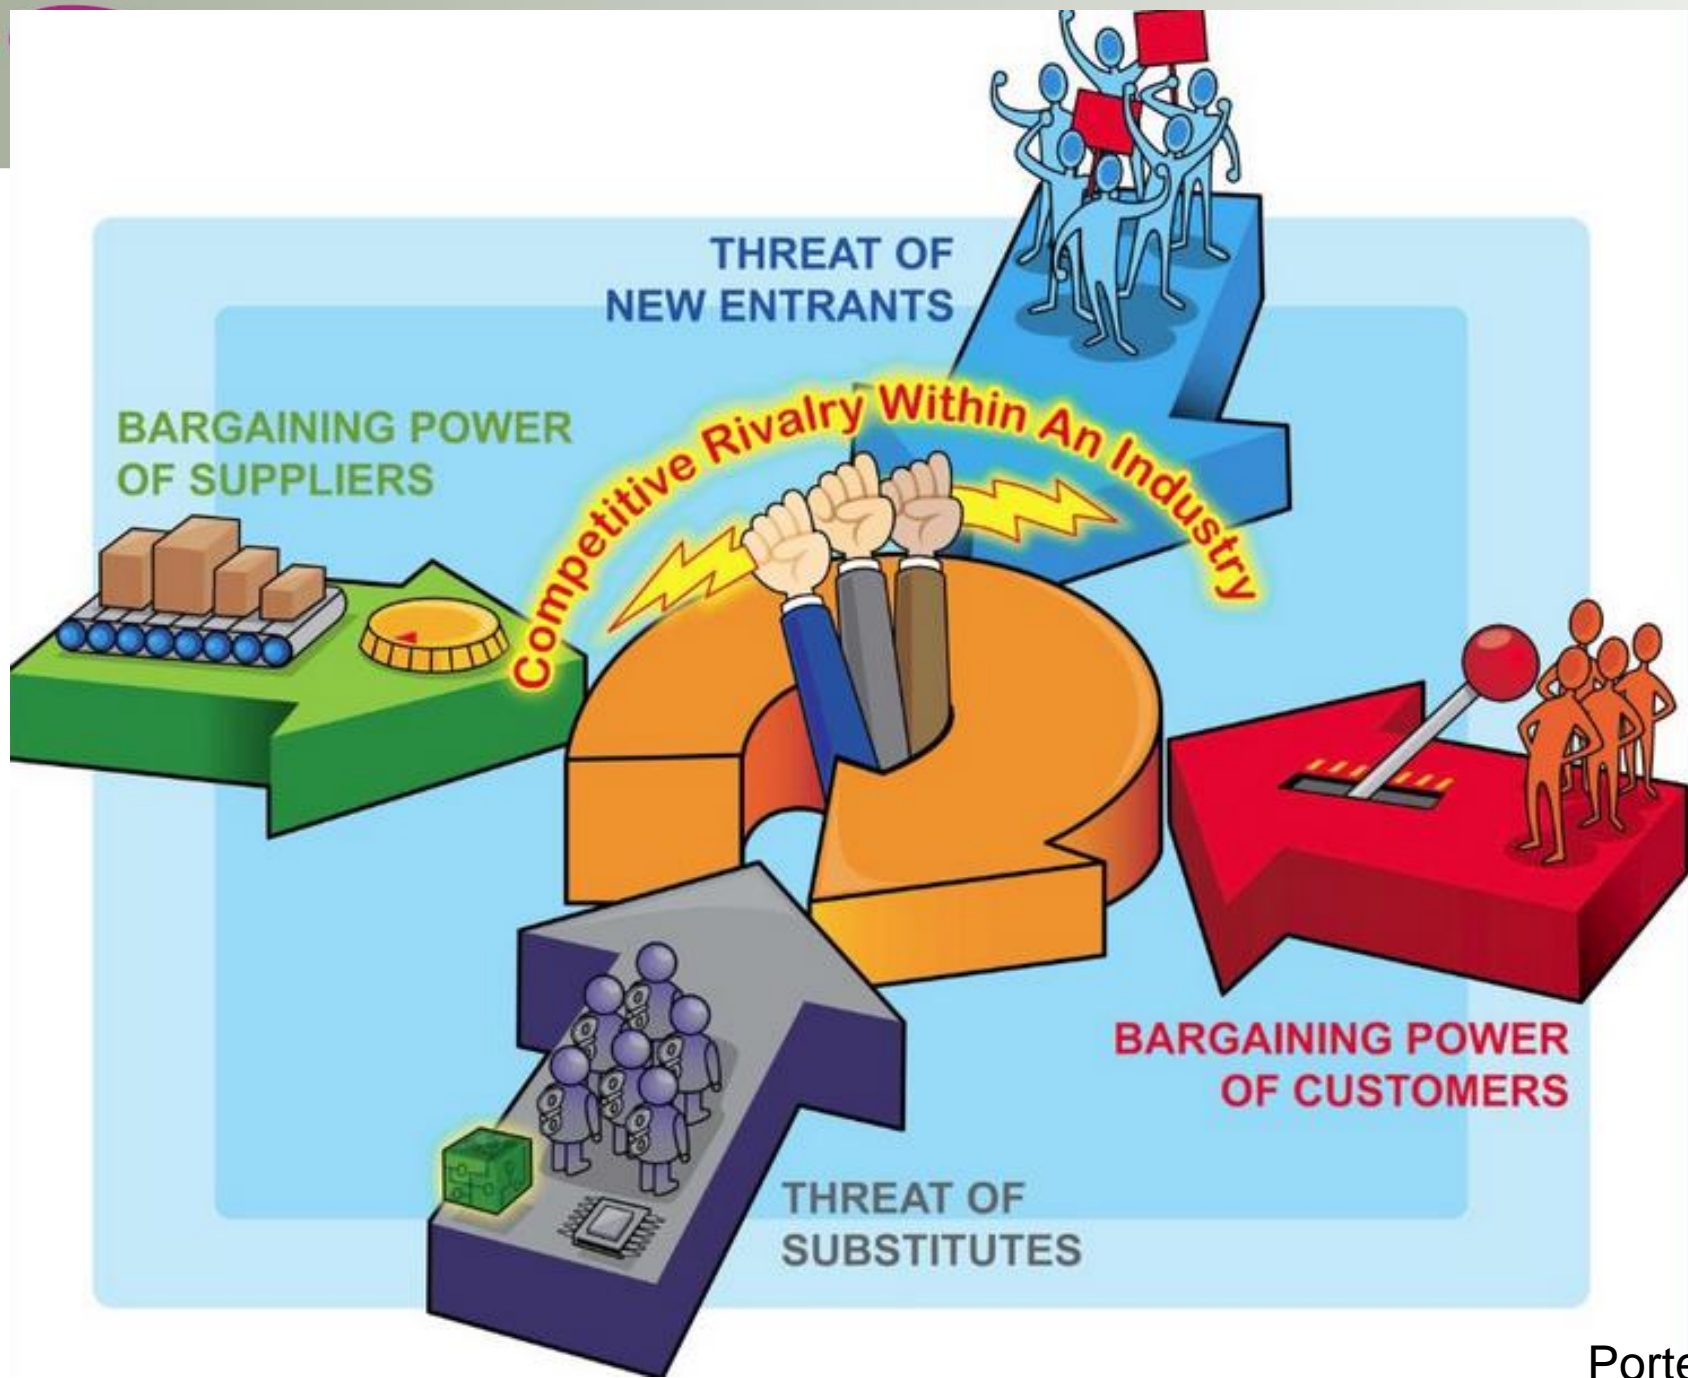 THREAT OF
NEW ENTRANTS
BARGAINING POWER
OF SUPPLIERS
Competitive Rivalry Within An Industry
BARGAINING POWER
OF CUSTOMERS
THREAT OF
SUBSTITUTES
Porte